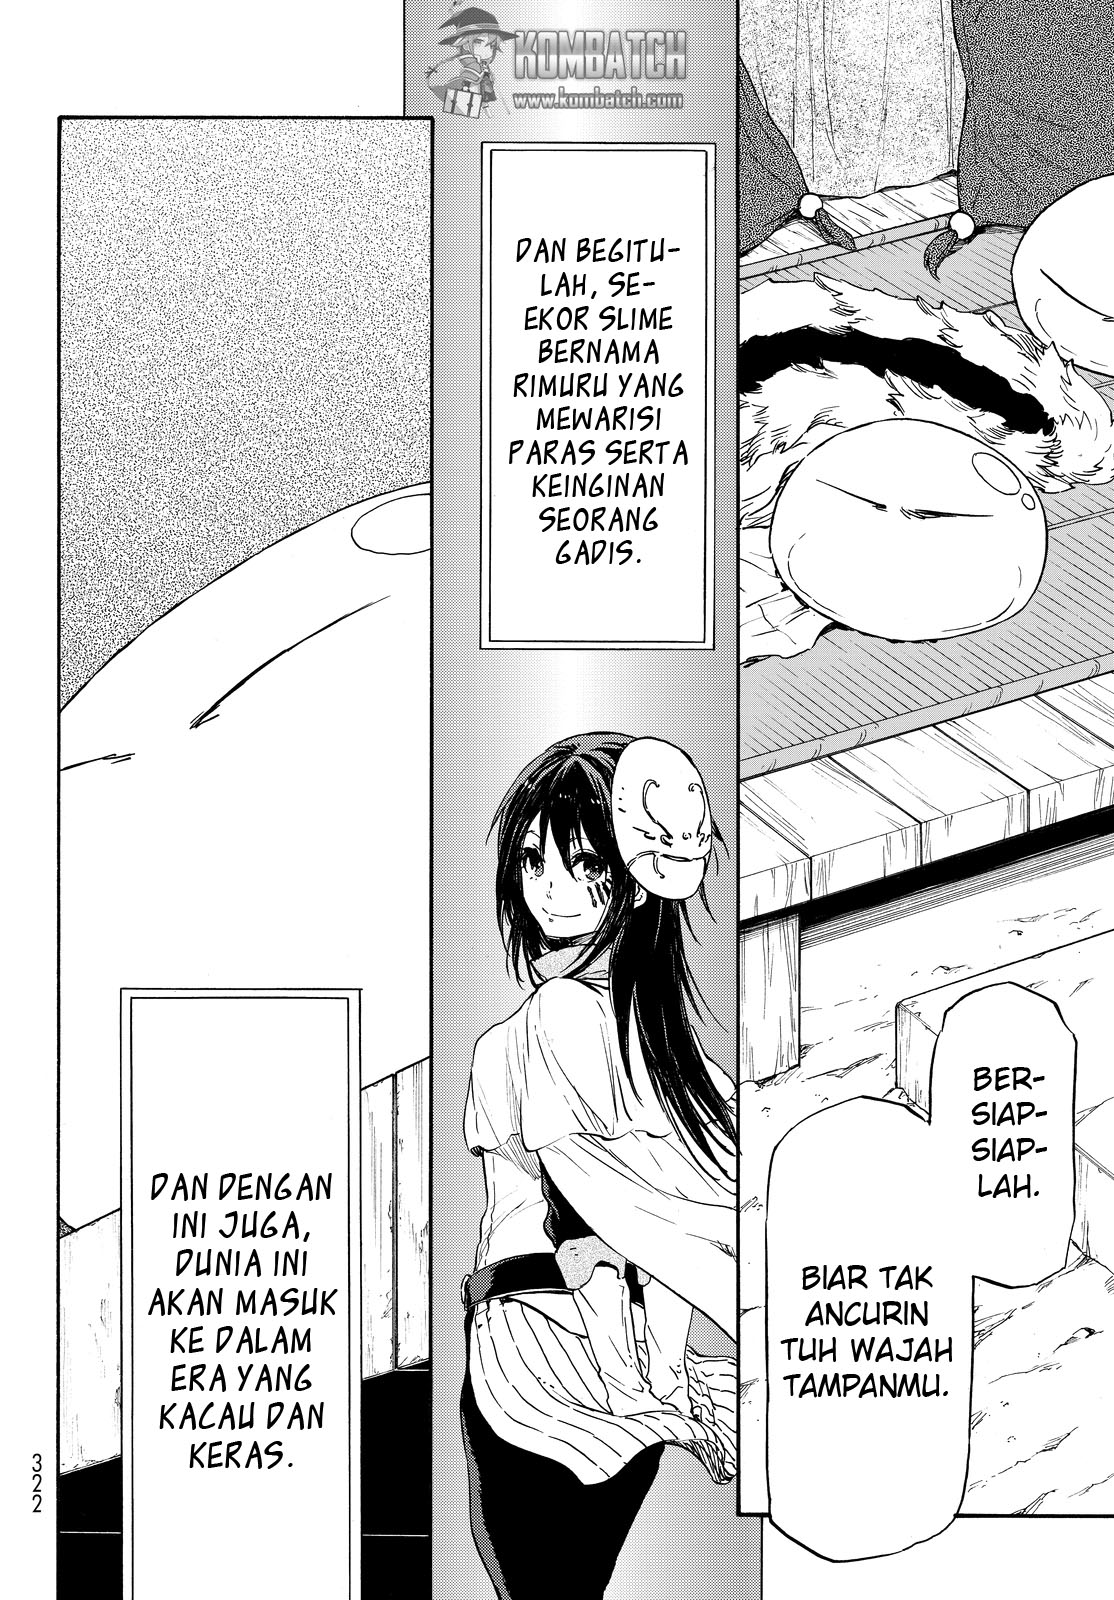 KOMBATCH
www.kombatch.com
BER-
SIAP-
SIAP-
LAH.
BIAR TAK
ANCURIN
TUH WAJAH
TAMPANMU.
DAN BEGITU-
LAH, SE-
EKOR SLIME
BERNAMA
RIMURU YANG
MEWARISI
PARAS SERTA
KEINGINAN
SEORANG
GADIS.
DAN DENGAN
INI JUGA,
DUNIA INI
AKAN MASUK
KE DALAM
ERA YANG
KACAU DAN
KERAS.
322